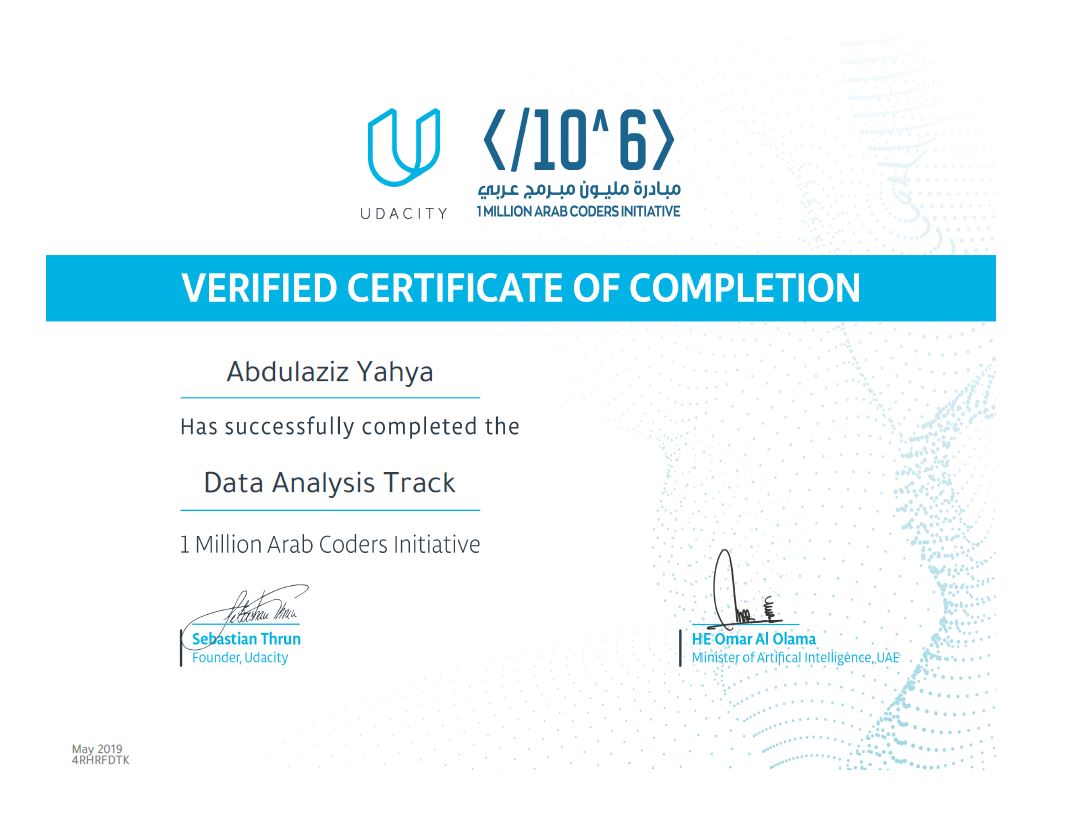 UDACITY
</10^6>
مبادرة مليون مبرمج عربي
1 MILLION ARAB CODERS INITIATIVE
VERIFIED CERTIFICATE OF COMPLETION
Abdulaziz Yahya
Has successfully completed the
Data Analysis Track
1 Million Arab Coders Initiative
Sebastian Thrun
Sebastian Thrun
Founder, Udacity
HE Omar Al Olama
Minister of Artifical Intelligence, UAE
May 2019
4RHRFDTK